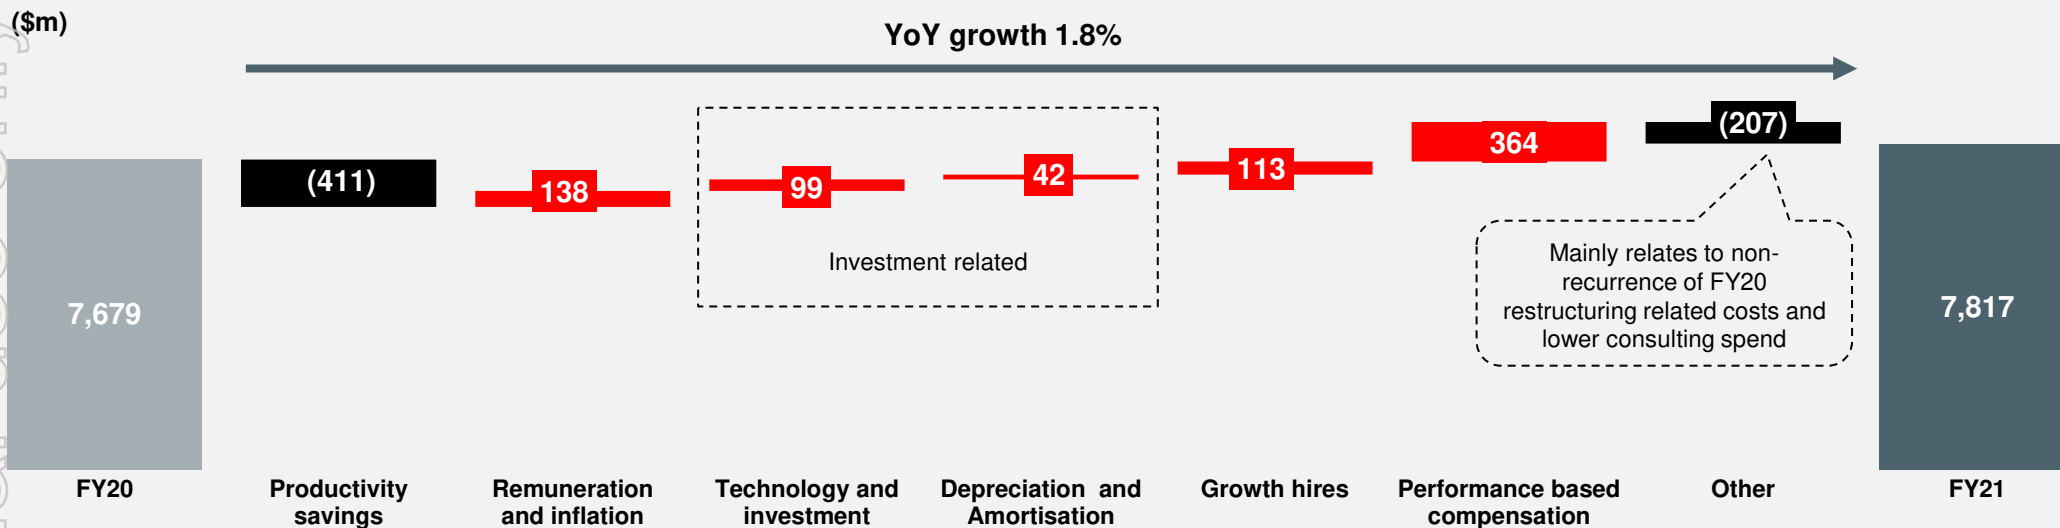 ($m)
YoY growth 1.8%
(411)
138
99
42
113
364
(207)
Investment related
Mainly relates to non-
recurrence of FY20
restructuring related costs and
lower consulting spend
7,679
7,817
FY20
Productivity
savings
Remuneration
and inflation
Technology and
investment
Depreciation and
Amortisation
Growth hires
Performance based
compensation
Other
FY21